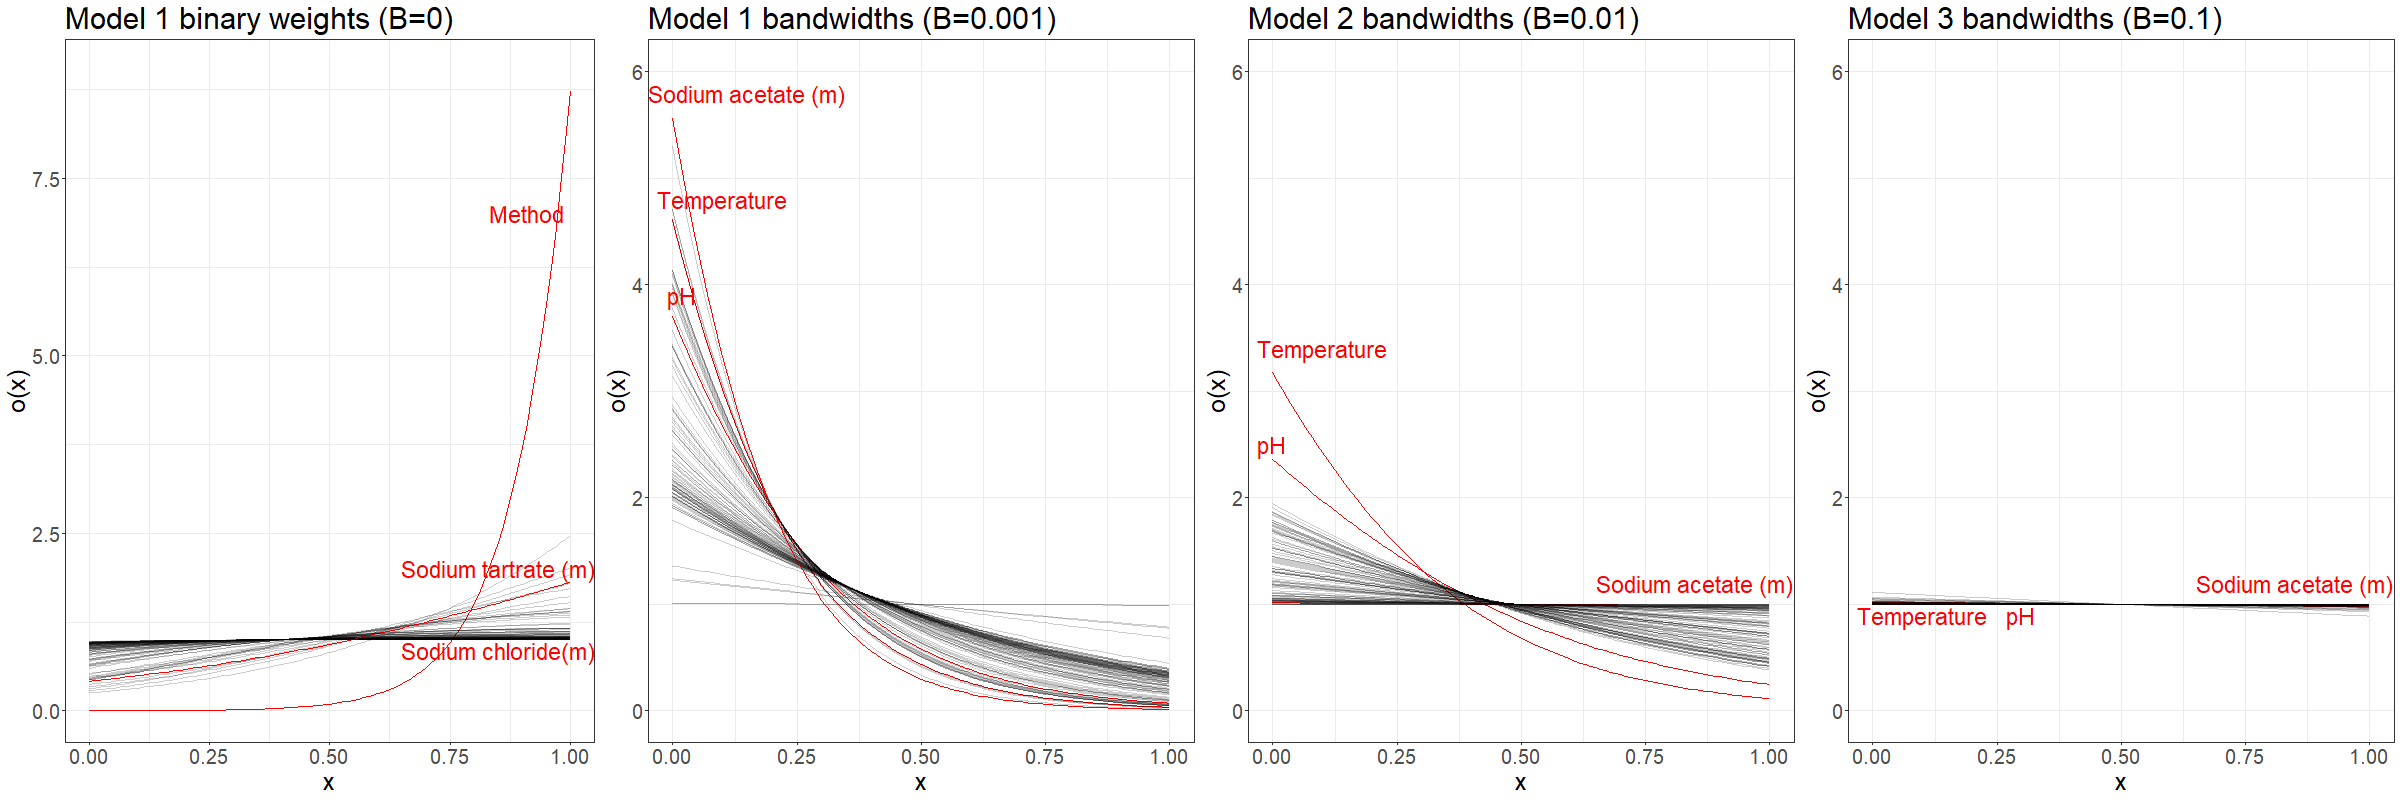 Model 1 binary weights (B=0)
o(x)
7.5
5.0
2.5
0.0
Method
Sodium tartrate (m)
Sodium chloride(m)
0.00 0.25 0.50 0.75 1.00
x
Model 1 bandwidths (B=0.001)
o(x)
6
4
2
0
Sodium acetate (m)
Temperature
pH
0.00 0.25 0.50 0.75 1.00
x
Model 2 bandwidths (B=0.01)
o(x)
6
4
2
0
Temperature
pH
Sodium acetate (m)
0.00 0.25 0.50 0.75 1.00
x
Model 3 bandwidths (B=0.1)
o(x)
6
4
2
0
Sodium acetate (m)
Temperature pH
0.00 0.25 0.50 0.75 1.00
x